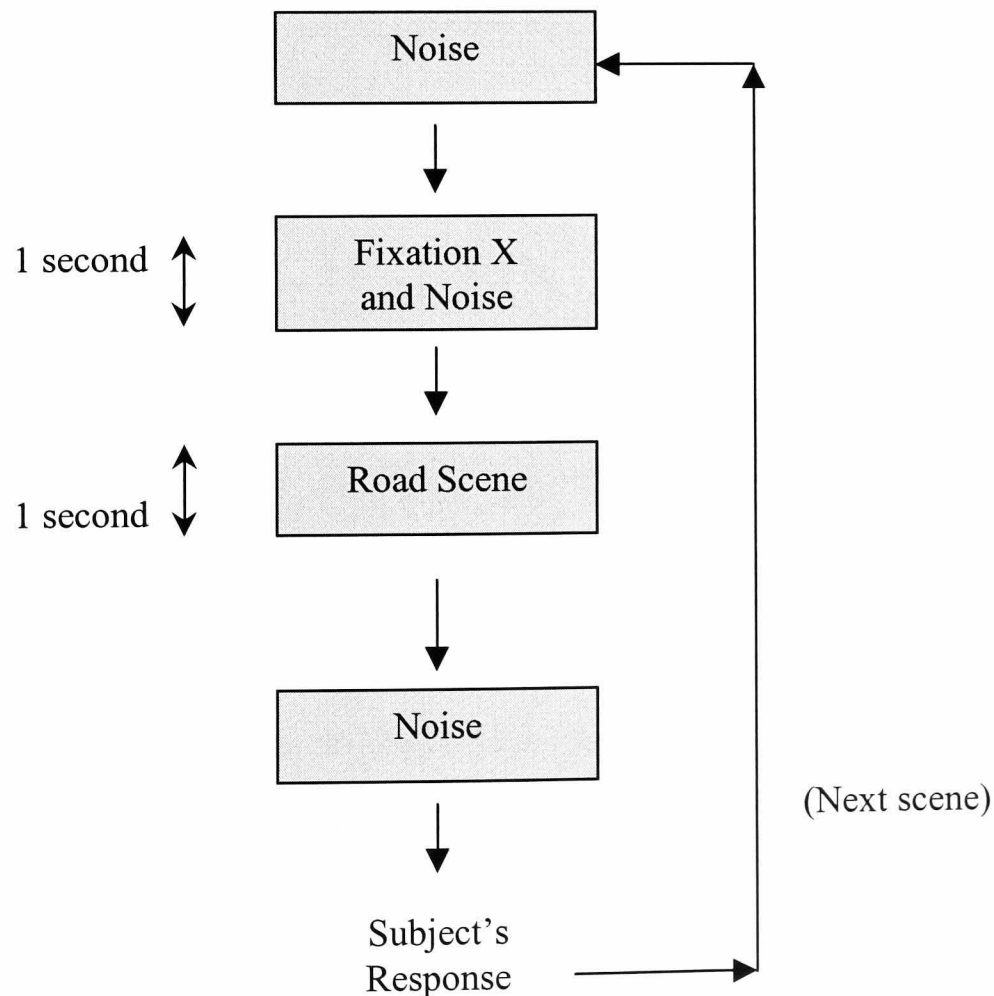 Noise
1 second
Fixation X
and Noise
1 second
Road Scene
Noise
(Next scene)
Subject's
Response